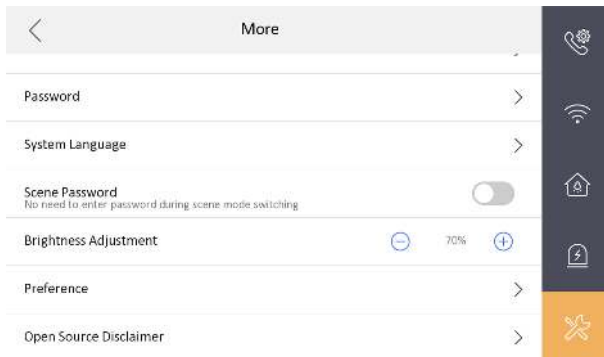 More
Password
System Language
Scene Password
No need to enter password during scene mode switching
Brightness Adjustment
70%
Preference
Open Source Disclaimer